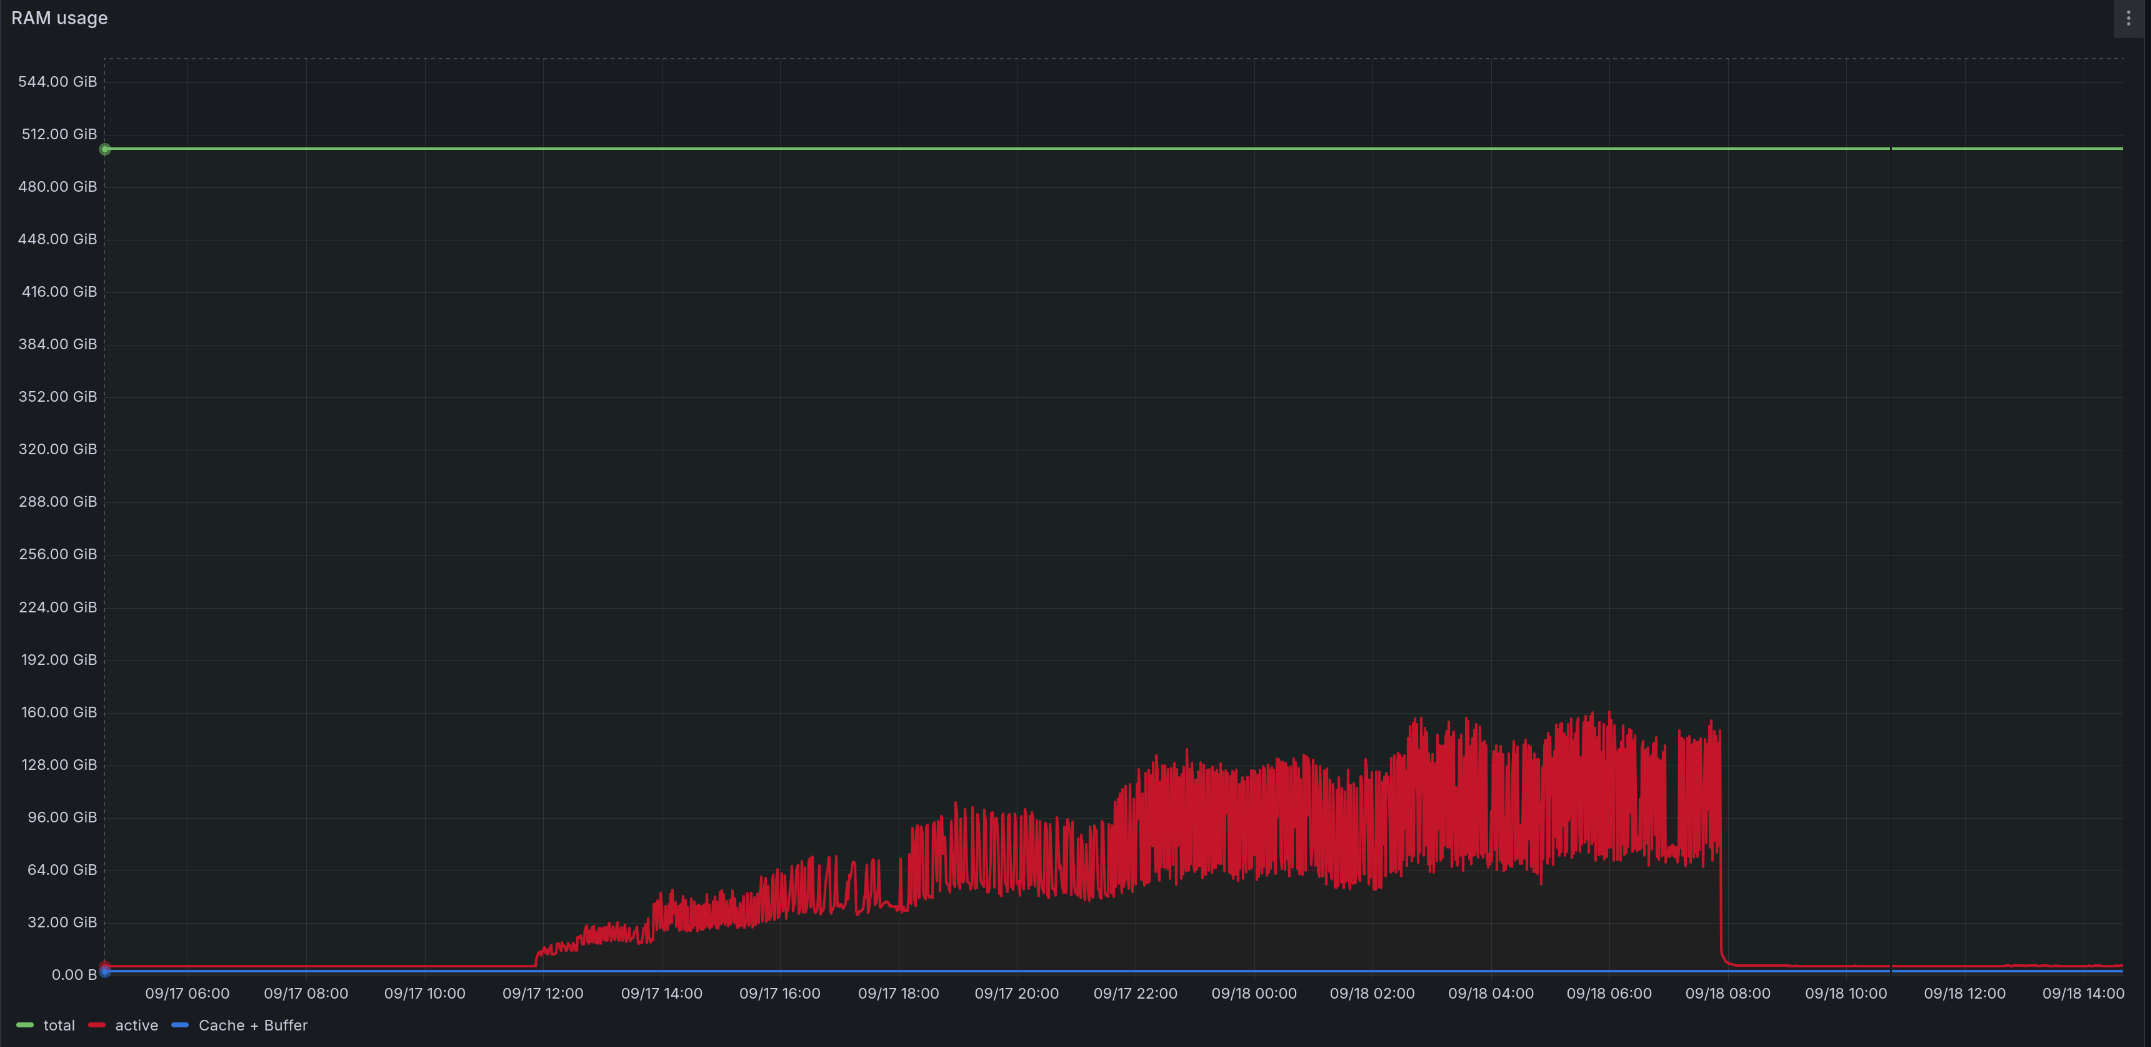 RAM usage
544.00 GiB
512.00 GiB
480.00 GiB
448.00 GiB
416.00 GiB
384.00 GiB
352.00 GiB
320.00 GiB
288.00 GiB
256.00 GiB
224.00 GiB
192.00 GiB
160.00 GiB
128.00 GiB
96.00 GiB
64.00 GiB
32.00 GiB
0.00 B
09/17 06:00 09/17 08:00 09/17 10:00 09/17 12:00 09/17 14:00 09/17 16:00 09/17 18:00 09/17 20:00 09/17 22:00 09/18 00:00 09/18 02:00 09/18 04:00 09/18 06:00 09/18 08:00 09/18 10:00 09/18 12:00 09/18 14:00
total active Cache + Buffer